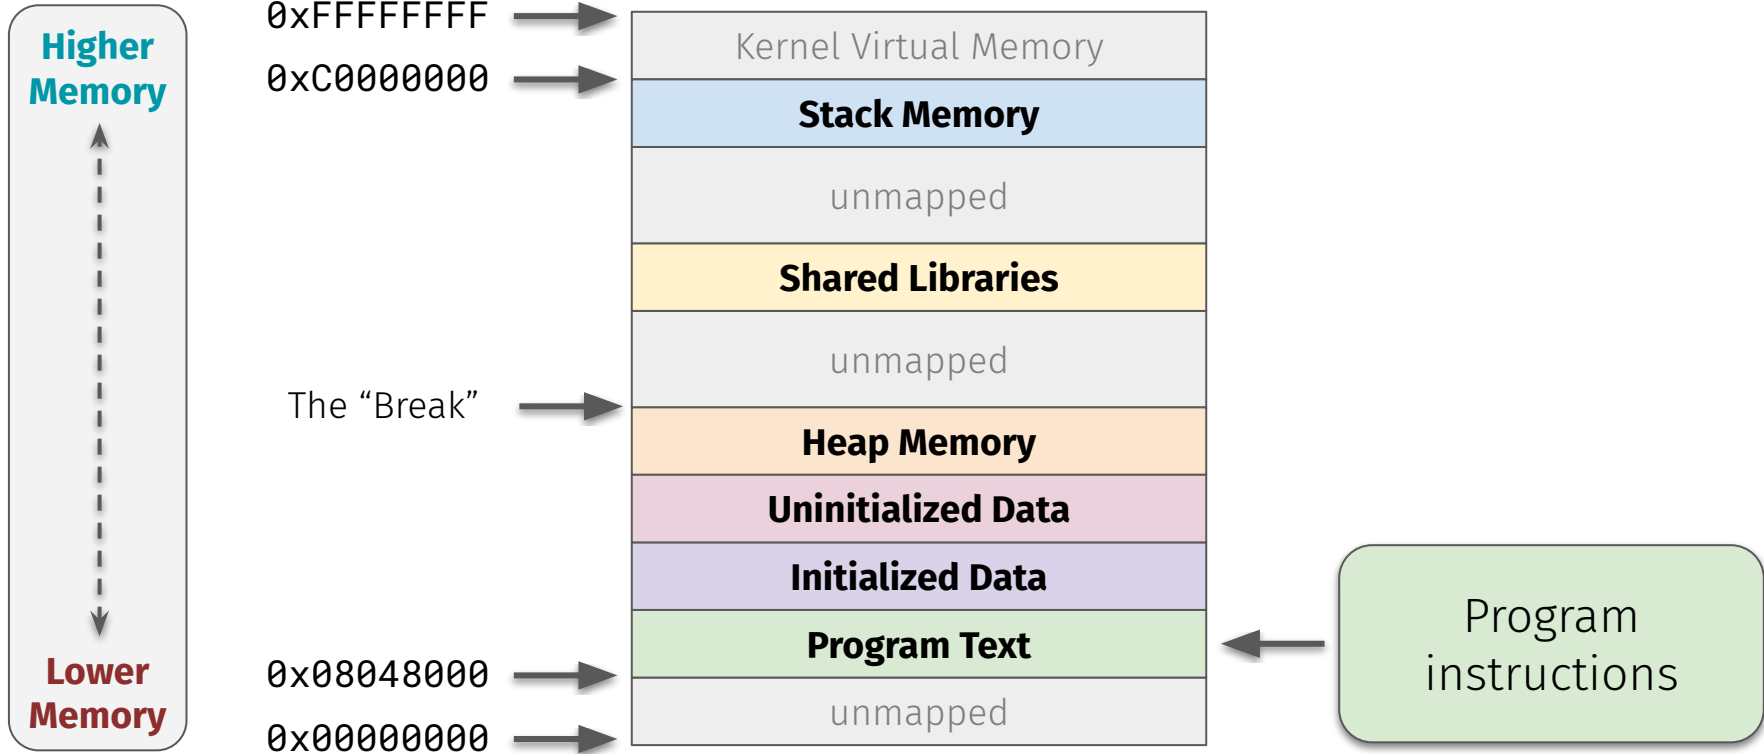 Higher
Memory
Lower
Memory
0xFFFFFFFF
0xC0000000
The “Break”
0x08048000
0x00000000
Kernel Virtual Memory
Stack Memory
unmapped
Shared Libraries
unmapped
Heap Memory
Uninitialized Data
Initialized Data
Program Text
unmapped
Program
instructions